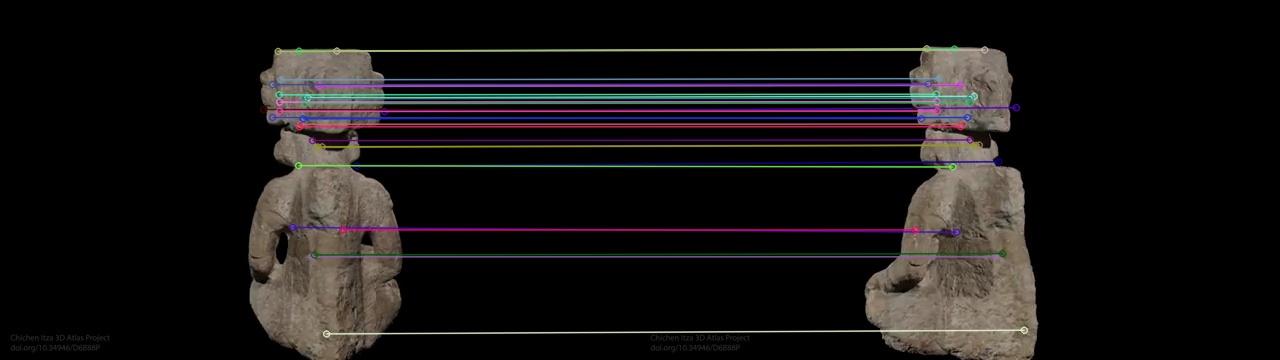 Chichen Itza 3D Atlas Project
doi.org/10.34946/D6B88P
Chichen Itza 3D Atlas Project
doi.org/10.34946/D6B88P